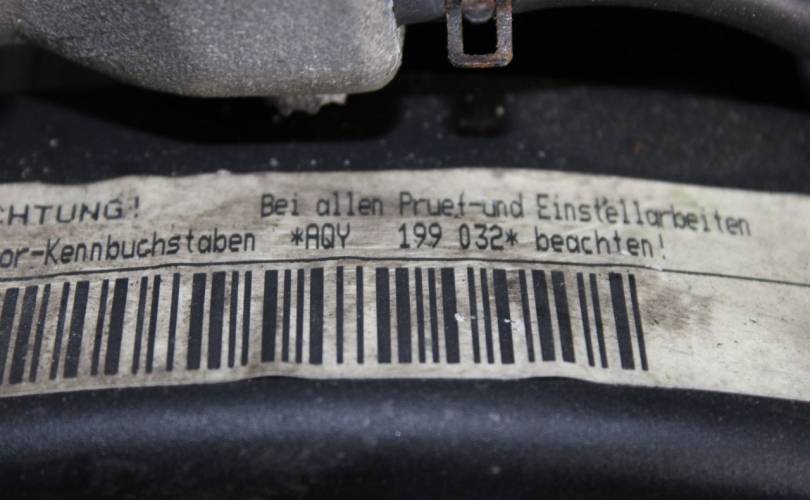 CHTUNG! Bei allen Pruef-und Einstellarbeiten
or-Kennbuchstaben *AQY 199 032* beachten!